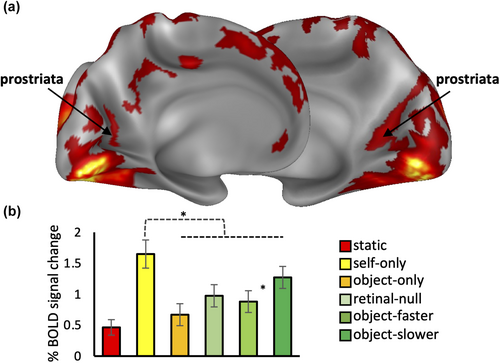 (a)
prostriata
prostriata
(b)
% BOLD signal change
2
1.5
1
0.5
0
*
*
static
self-only
object-only
retinal-null
object-faster
object-slower